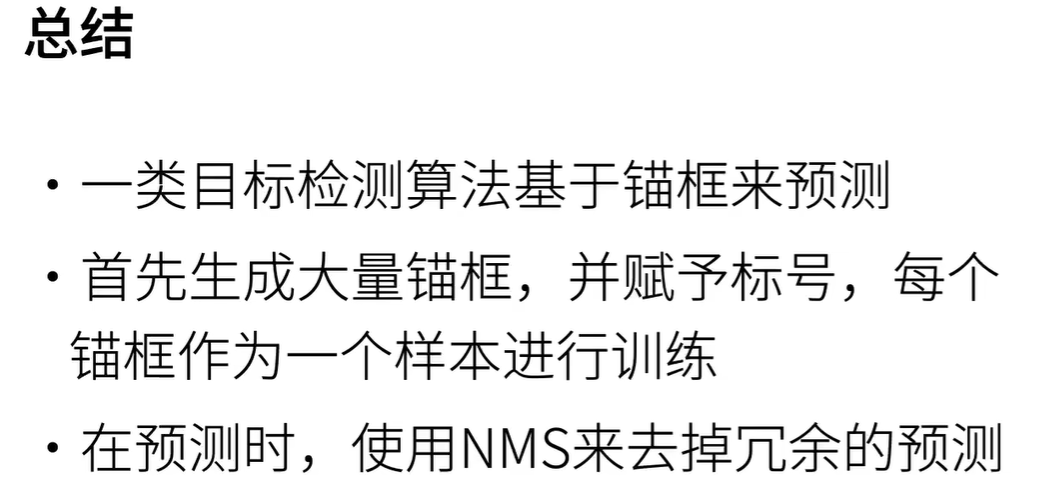 总结
• 一类目标检测算法基于锚框来预测
• 首先生成大量锚框，并赋予标号，每个
锚框作为一个样本进行训练
• 在预测时，使用NMS来去掉冗余的预测